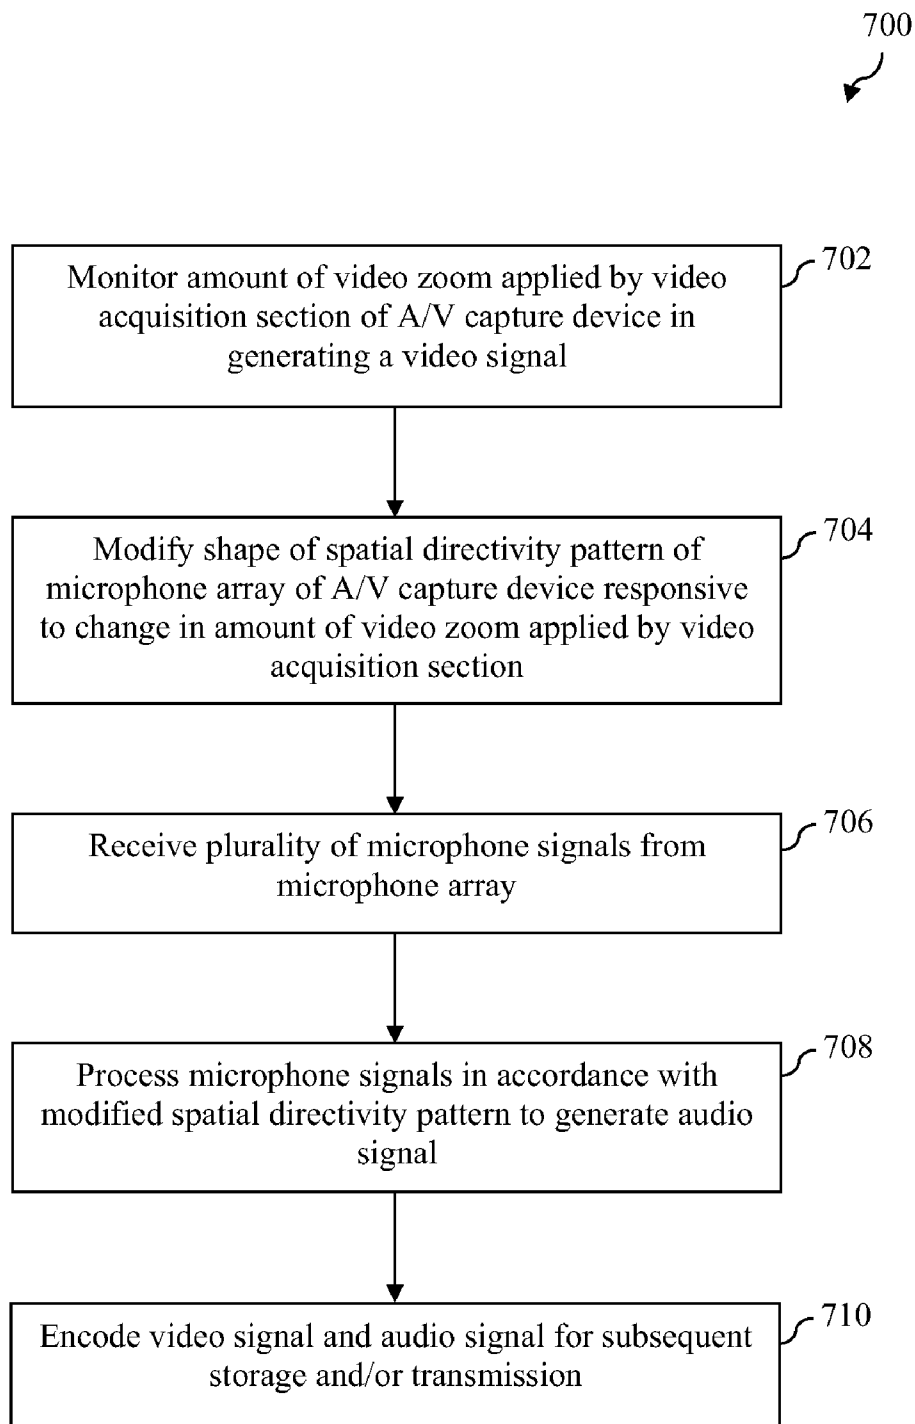 700
702
Monitor amount of video zoom applied by video
acquisition section of A/V capture device in
generating a video signal
704
Modify shape of spatial directivity pattern of
microphone array of A/V capture device responsive
to change in amount of video zoom applied by video
acquisition section
706
Receive plurality of microphone signals from
microphone array
708
Process microphone signals in accordance with
modified spatial directivity pattern to generate audio
signal
710
Encode video signal and audio signal for subsequent
storage and/or transmission